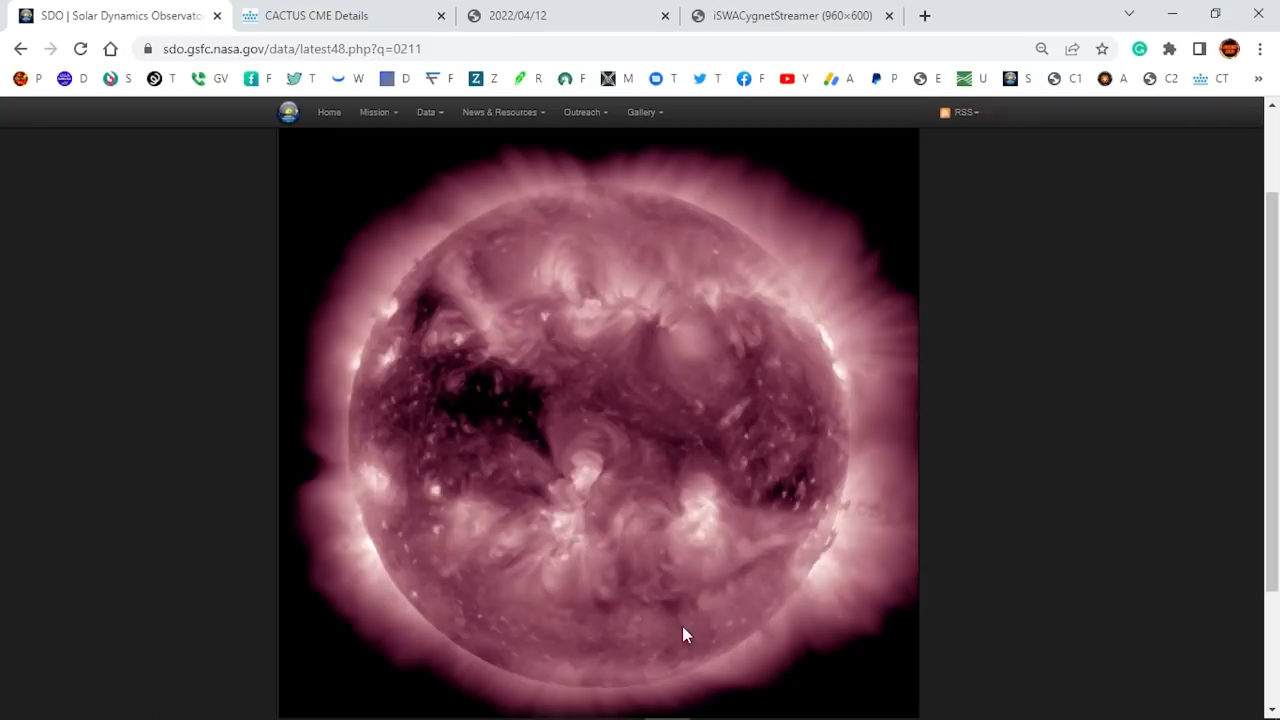 SDO | Solar Dynamics Observato
CACTUS CME Details
2022/04/12
iSWACygnetStreamer (960×600)
sdo.gsfc.nasa.gov/data/latest48.php?q=0211
P D S T GV F T W D F Z R F M T T F Y A P E U S C1 A C2 CT »
Home Mission Data News & Resources Outreach Gallery RSS